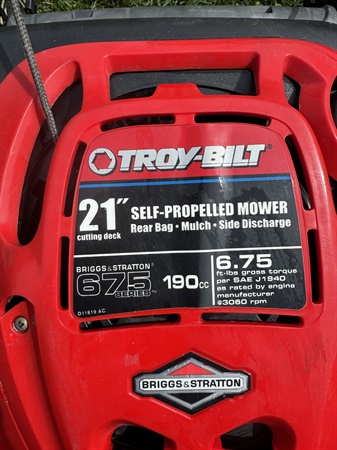 TROY-BILT
21" SELF-PROPELLED MOWER
cutting deck Rear Bag • Mulch • Side Discharge
BRIGGS & STRATTON
675
SERIES™
190cc
6.75
ft-lbs gross torque
per SAE J1940
as rated by engine
manufacturer
@3060 rpm
D11819 AC
BRIGGS & STRATTON